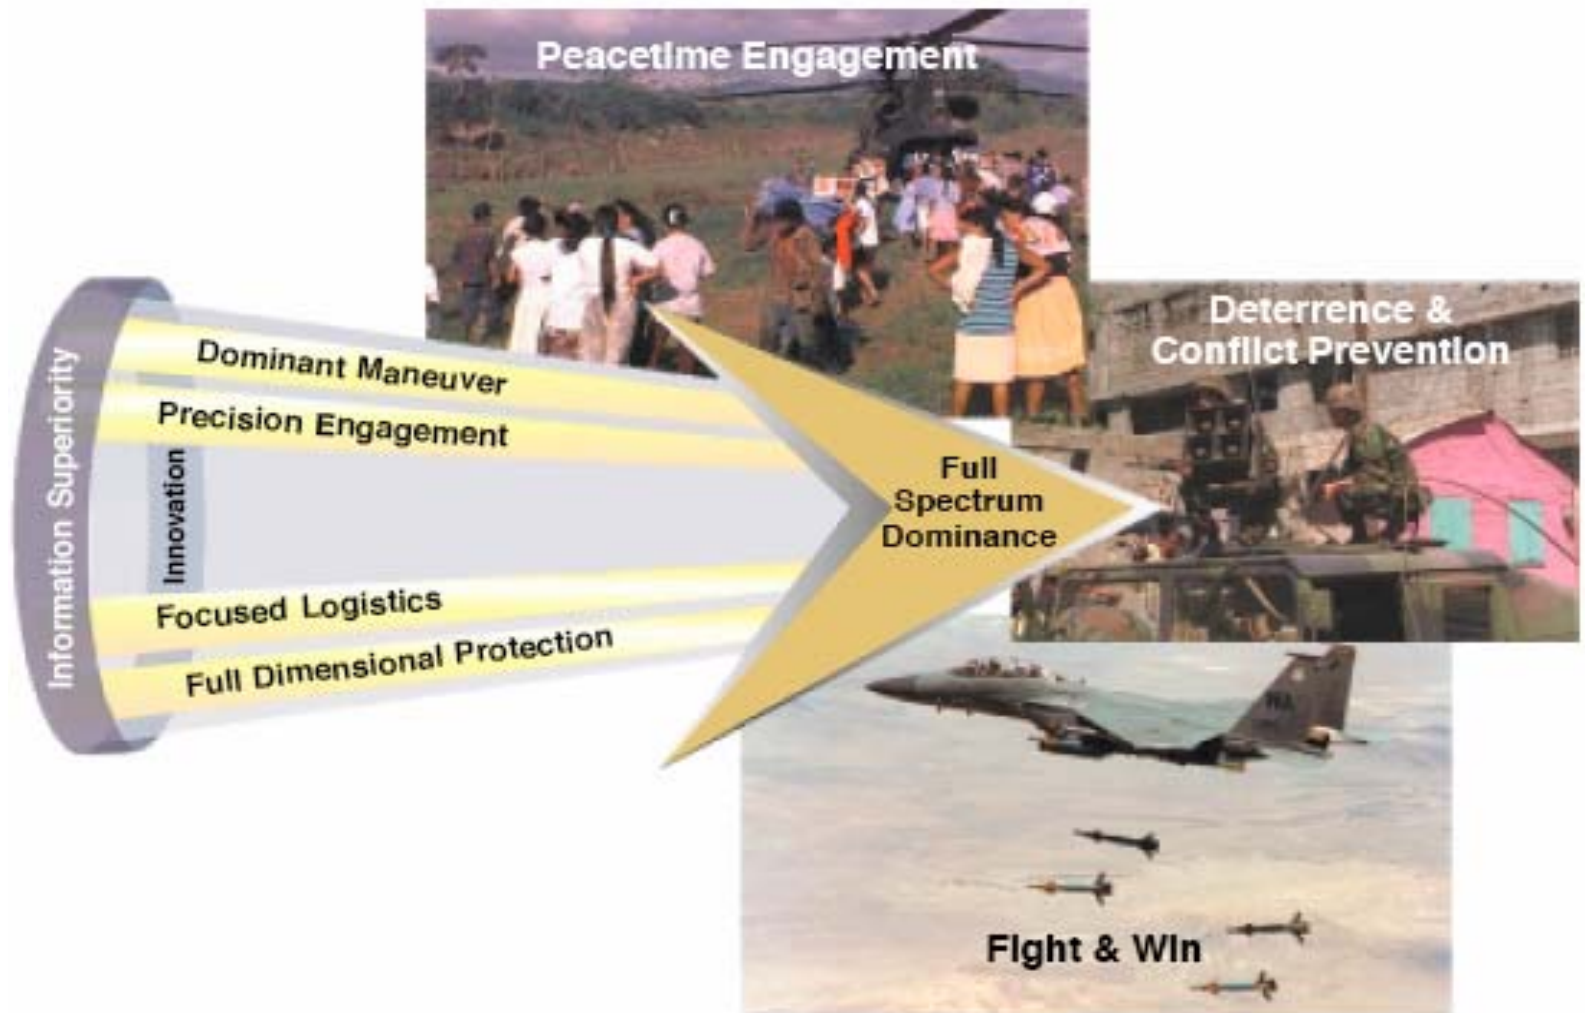 Peacetime Engagement
Deterrence &
Conflict Prevention
Information Superiority
Innovation
Dominant Maneuver
Precision Engagement
Focused Logistics
Full Dimensional Protection
Full
Spectrum
Dominance
WA
Fight & Win